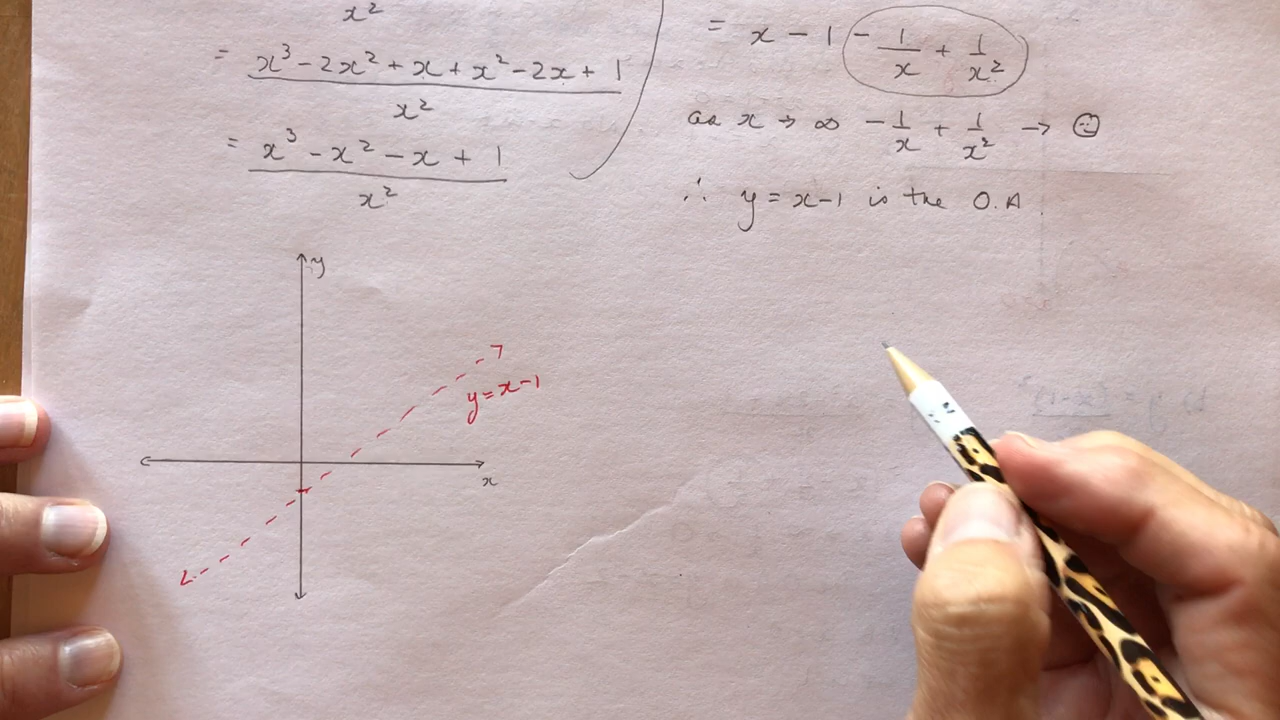 x²
= x³ - 2x² + x + x² - 2x + 1
x²
= x³ - x² - x + 1
x²
= x - 1 - 1/x + 1/x²
as x → ∞ - 1/x + 1/x² → ☺
∴ y = x-1 is the O.A.
y
y = x-1
x